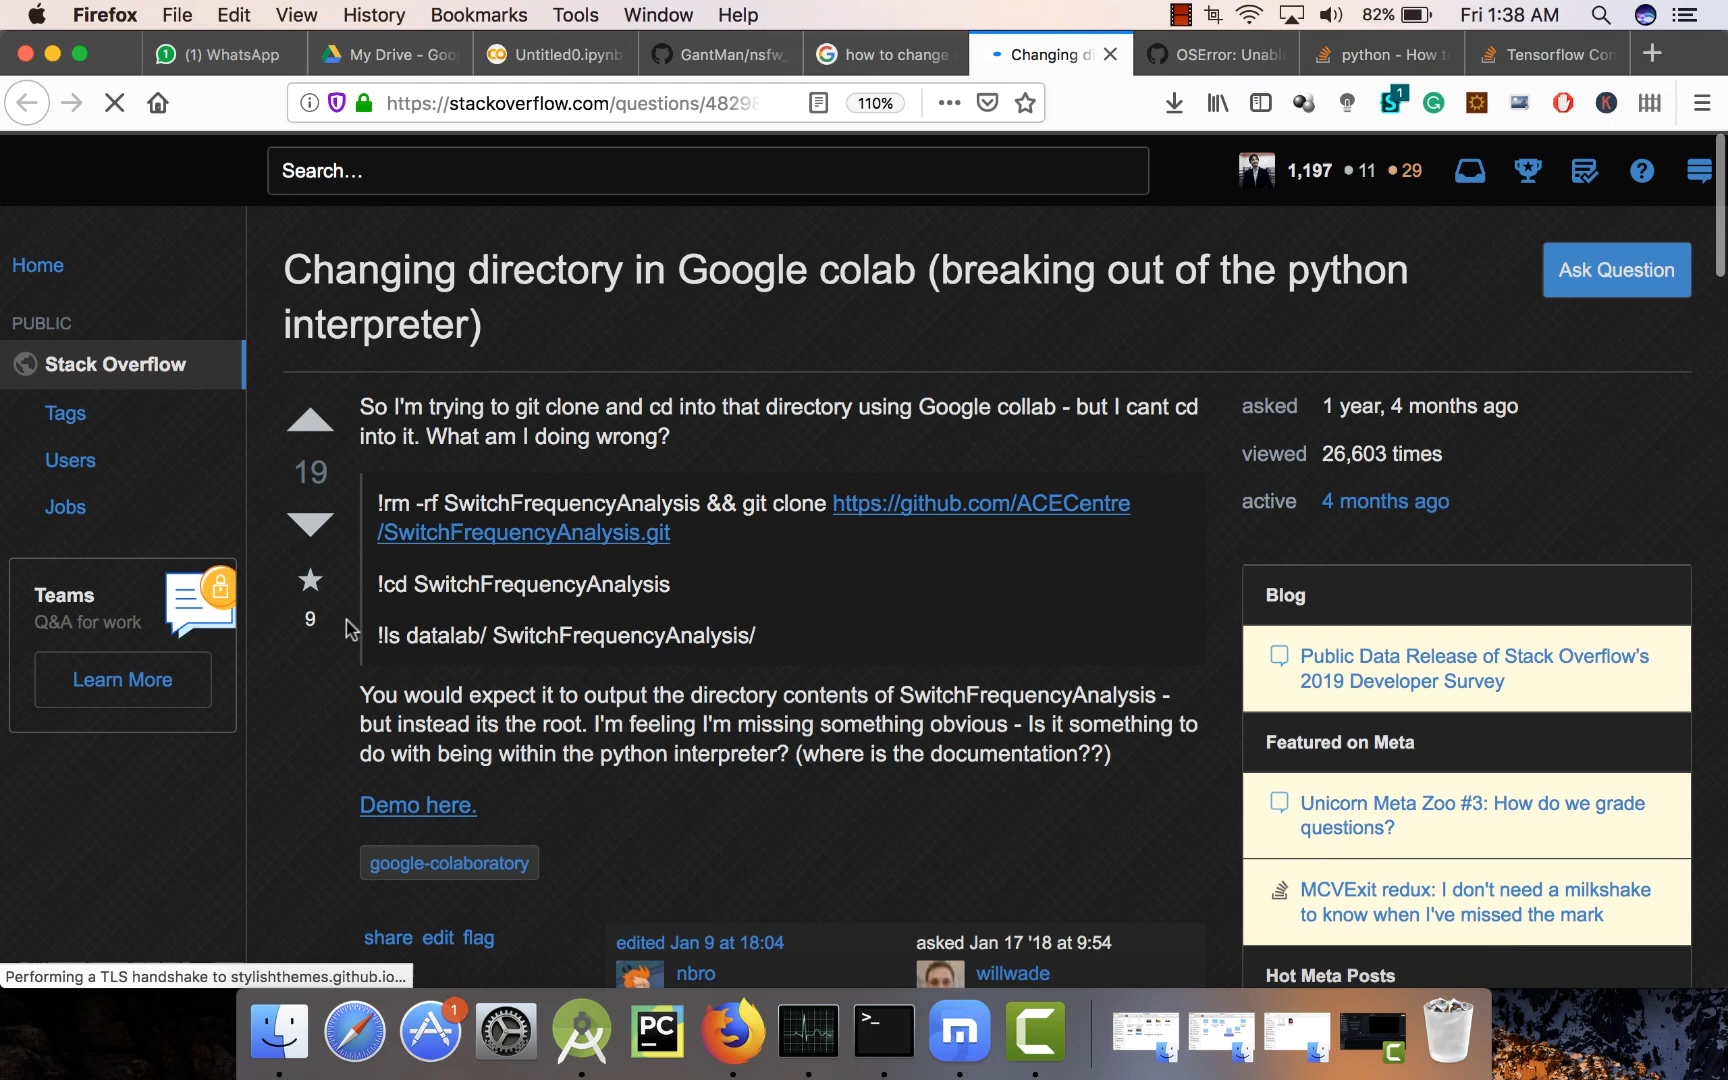 Firefox File Edit View History Bookmarks Tools Window Help 82% Fri 1:38 AM
(1) WhatsApp My Drive - Goo Untitled0.ipynb GantMan/nsfw_ how to change Changing di OSError: Unabl python - How t Tensorflow Con
https://stackoverflow.com/questions/48298 110%
Search... 1,197 11 29
Home
PUBLIC
Stack Overflow
Tags
Users
Jobs
Teams
Q&A for work
Learn More
Changing directory in Google colab (breaking out of the python
interpreter)
Ask Question
So I'm trying to git clone and cd into that directory using Google collab - but I cant cd
into it. What am I doing wrong?
19
9
!rm -rf SwitchFrequencyAnalysis && git clone https://github.com/ACECentre
/SwitchFrequencyAnalysis.git
!cd SwitchFrequencyAnalysis
!ls datalab/ SwitchFrequencyAnalysis/
You would expect it to output the directory contents of SwitchFrequencyAnalysis -
but instead its the root. I'm feeling I'm missing something obvious - Is it something to
do with being within the python interpreter? (where is the documentation??)
Demo here.
google-colaboratory
share edit flag
edited Jan 9 at 18:04
nbro
asked Jan 17 '18 at 9:54
willwade
asked 1 year, 4 months ago
viewed 26,603 times
active 4 months ago
Blog
Public Data Release of Stack Overflow's
2019 Developer Survey
Featured on Meta
Unicorn Meta Zoo #3: How do we grade
questions?
MCVExit redux: I don't need a milkshake
to know when I've missed the mark
Hot Meta Posts
Performing a TLS handshake to stylishthemes.github.io...
1
PC
>_
m
C